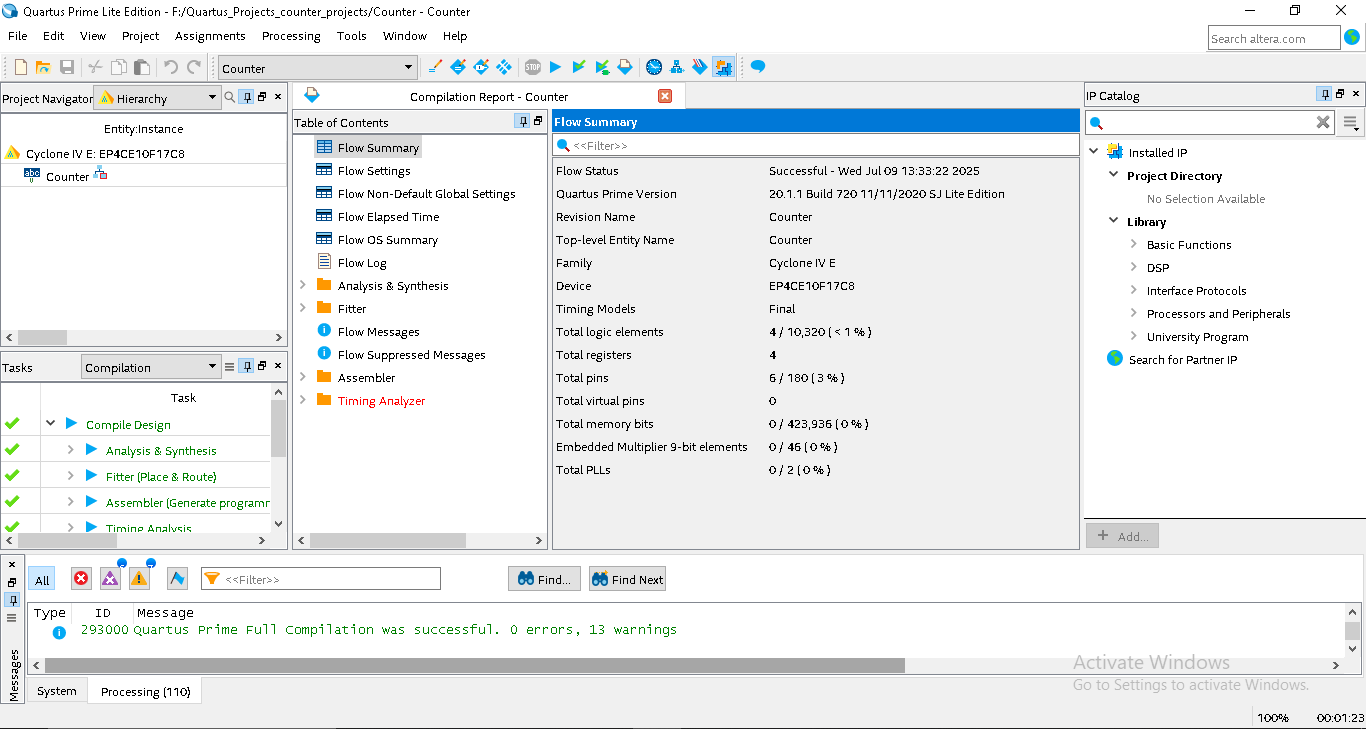 Quartus Prime Lite Edition - F:/Quartus_Projects_counter_projects/Counter - Counter
File Edit View Project Assignments Processing Tools Window Help
Search altera.com
Counter
STOP
Project Navigator Hierarchy
Entity:Instance
Cyclone IV E: EP4CE10F17C8
abc Counter
Tasks Compilation
Task
Compile Design
Analysis & Synthesis
Fitter (Place & Route)
Assembler (Generate programm
Timing Analysis
Compilation Report - Counter
Table of Contents
Flow Summary
Flow Settings
Flow Non-Default Global Settings
Flow Elapsed Time
Flow OS Summary
Flow Log
Analysis & Synthesis
Fitter
Flow Messages
Flow Suppressed Messages
Assembler
Timing Analyzer
Flow Summary
<<Filter>>
Flow Status Successful - Wed Jul 09 13:33:22 2025
Quartus Prime Version 20.1.1 Build 720 11/11/2020 SJ Lite Edition
Revision Name Counter
Top-level Entity Name Counter
Family Cyclone IV E
Device EP4CE10F17C8
Timing Models Final
Total logic elements 4 / 10,320 ( < 1 % )
Total registers 4
Total pins 6 / 180 ( 3 % )
Total virtual pins 0
Total memory bits 0 / 423,936 ( 0 % )
Embedded Multiplier 9-bit elements 0 / 46 ( 0 % )
Total PLLs 0 / 2 ( 0 % )
IP Catalog
Installed IP
Project Directory
No Selection Available
Library
Basic Functions
DSP
Interface Protocols
Processors and Peripherals
University Program
Search for Partner IP
+ Add...
Messages
All <<Filter>> Find... Find Next
Type ID Message
293000 Quartus Prime Full Compilation was successful. 0 errors, 13 warnings
System Processing (110)
Activate Windows
Go to Settings to activate Windows.
100% 00:01:23